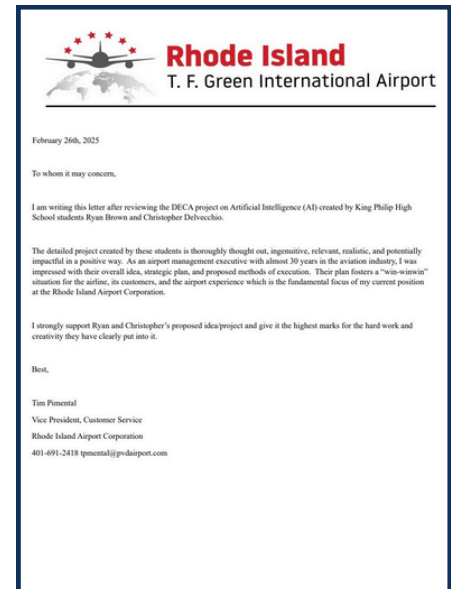 Rhode Island
T. F. Green International Airport
February 26th, 2025
To whom it may concern,
I am writing this letter after reviewing the DECA project on Artificial Intelligence (AI) created by King Philip High
School students Ryan Brown and Christopher Delvecchio.
The detailed project created by these students is thoroughly thought out, ingenuitive, relevant, realistic, and potentially
impactful in a positive way. As an airport management executive with almost 30 years in the aviation industry, I was
impressed with their overall idea, strategic plan, and proposed methods of execution. Their plan fosters a “win-winwin”
situation for the airline, its customers, and the airport experience which is the fundamental focus of my current position
at the Rhode Island Airport Corporation.
I strongly support Ryan and Christopher’s proposed idea/project and give it the highest marks for the hard work and
creativity they have clearly put into it.
Best,
Tim Pimental
Vice President, Customer Service
Rhode Island Airport Corporation
401-691-2418 tpmental@pvdairport.com